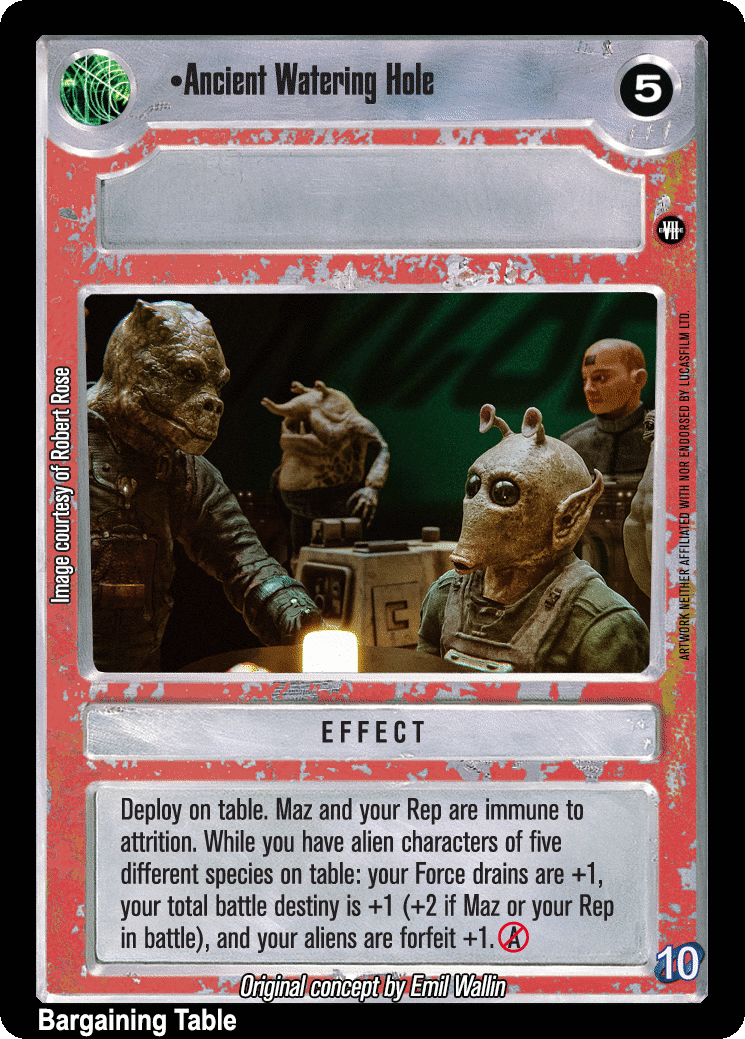 •Ancient Watering Hole
5
EPISODE
VII
Image courtesy of Robert Rose
ARTWORK NEITHER AFFILIATED WITH NOR ENDORSED BY LUCASFILM LTD.
EFFECT
Deploy on table. Maz and your Rep are immune to
attrition. While you have alien characters of five
different species on table: your Force drains are +1,
your total battle destiny is +1 (+2 if Maz or your Rep
in battle), and your aliens are forfeit +1. A
10
Original concept by Emil Wallin
Bargaining Table